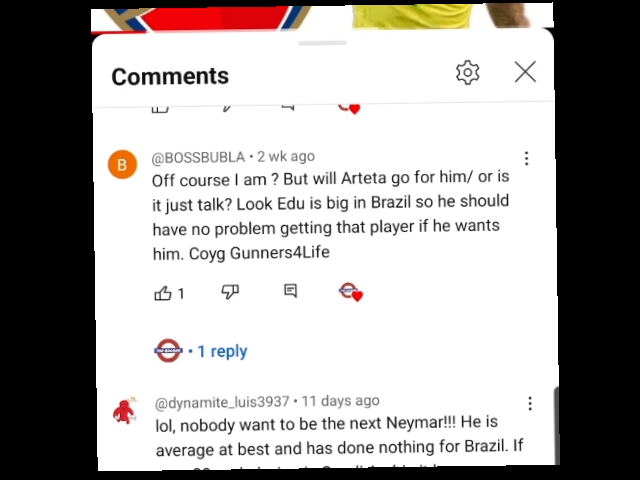 Comments
B
@BOSSBUBLA • 2 wk ago
Off course I am ? But will Arteta go for him/ or is
it just talk? Look Edu is big in Brazil so he should
have no problem getting that player if he wants
him. Coyg Gunners4Life
1
• 1 reply
@dynamite_luis3937 • 11 days ago
lol, nobody want to be the next Neymar!!! He is
average at best and has done nothing for Brazil. If